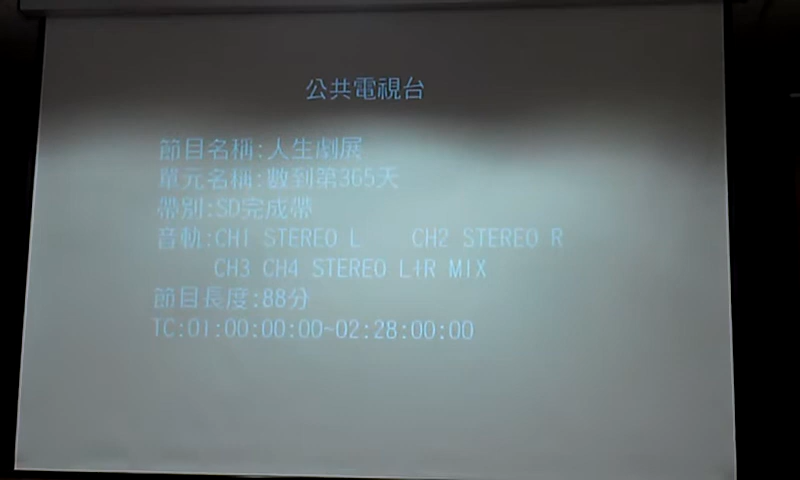 公共電視台
節目名稱:人生劇展
單元名稱:數到第365天
帶別:SD完成帶
音軌:CH1 STEREO L CH2 STEREO R
CH3 CH4 STEREO L+R MIX
節目長度:88分
TC:01:00:00:00~02:28:00:00